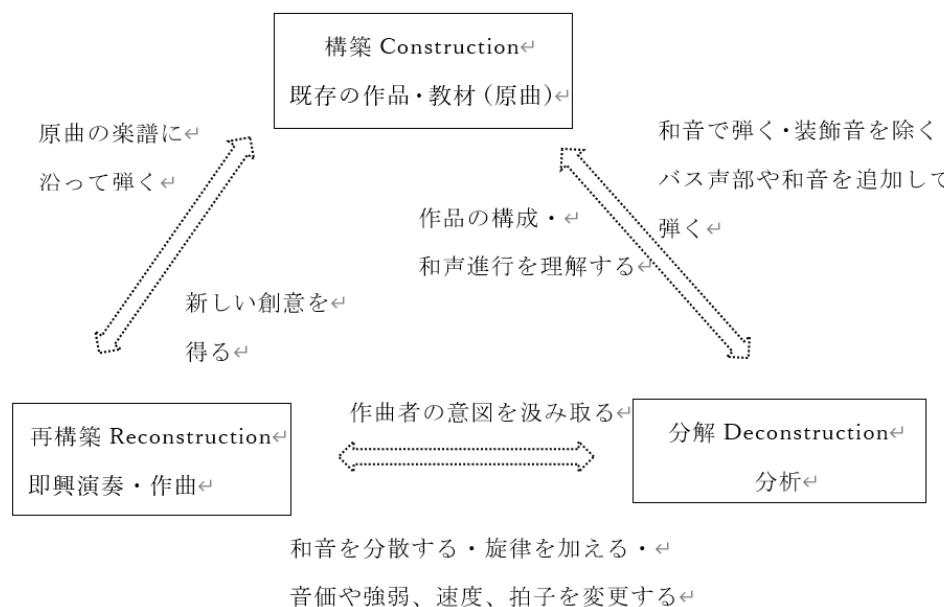 構築 Construction↵
既存の作品・教材（原曲）↵
原曲の楽譜に↵
沿って弾く↵
和音で弾く・装飾音を除く
バス声部や和音を追加して
弾く↵
作品の構成・↵
和声進行を理解する↵
新しい創意を↵
得る↵
作曲者の意図を汲み取る↵
再構築 Reconstruction↵
即興演奏・作曲↵
分解 Deconstruction↵
分析↵
和音を分散する・旋律を加える・↵
音価や強弱、速度、拍子を変更する↵